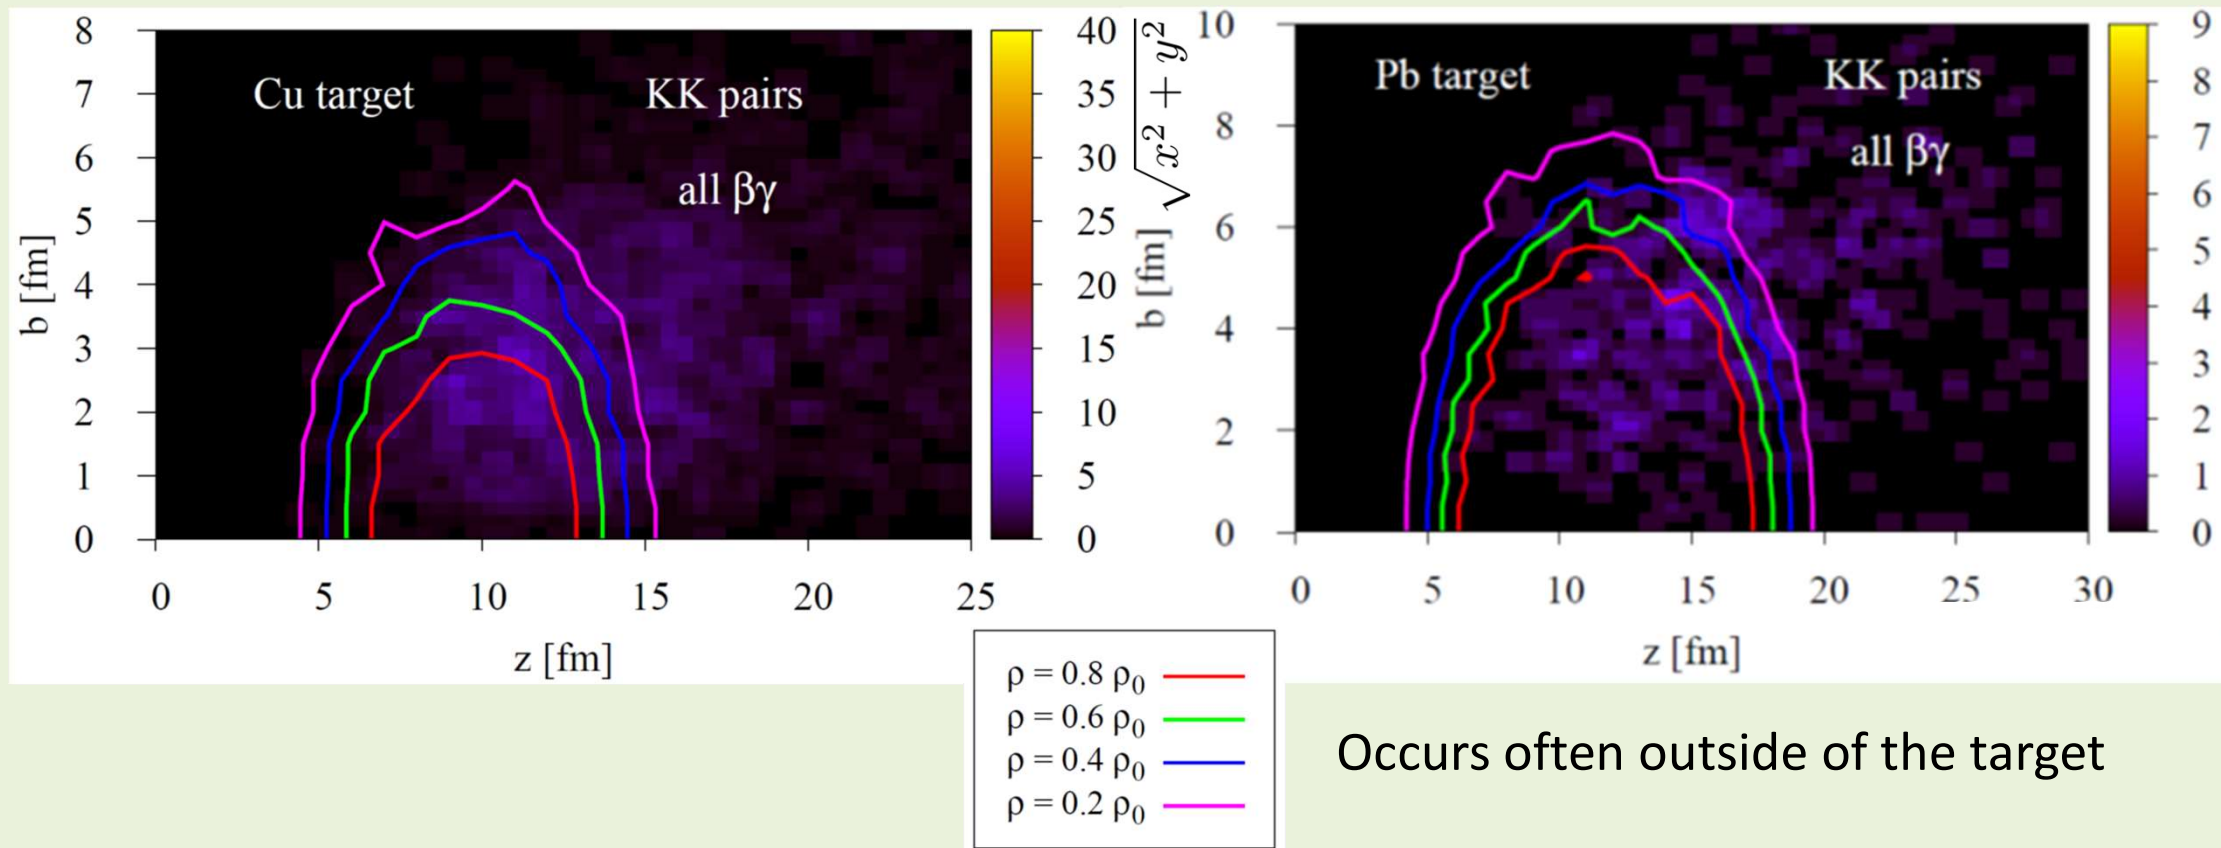 Cu target
KK pairs
all βγ
8
7
6
5
4
3
2
1
0
b [fm]
0 5 10 15 20 25
z [fm]
40
35
30
25
20
15
10
5
0
√x² + y²
b [fm]
10
8
6
4
2
0
Pb target
KK pairs
all βγ
0 5 10 15 20 25 30
z [fm]
9
8
7
6
5
4
3
2
1
0
ρ = 0.8 ρ₀
ρ = 0.6 ρ₀
ρ = 0.4 ρ₀
ρ = 0.2 ρ₀
Occurs often outside of the target